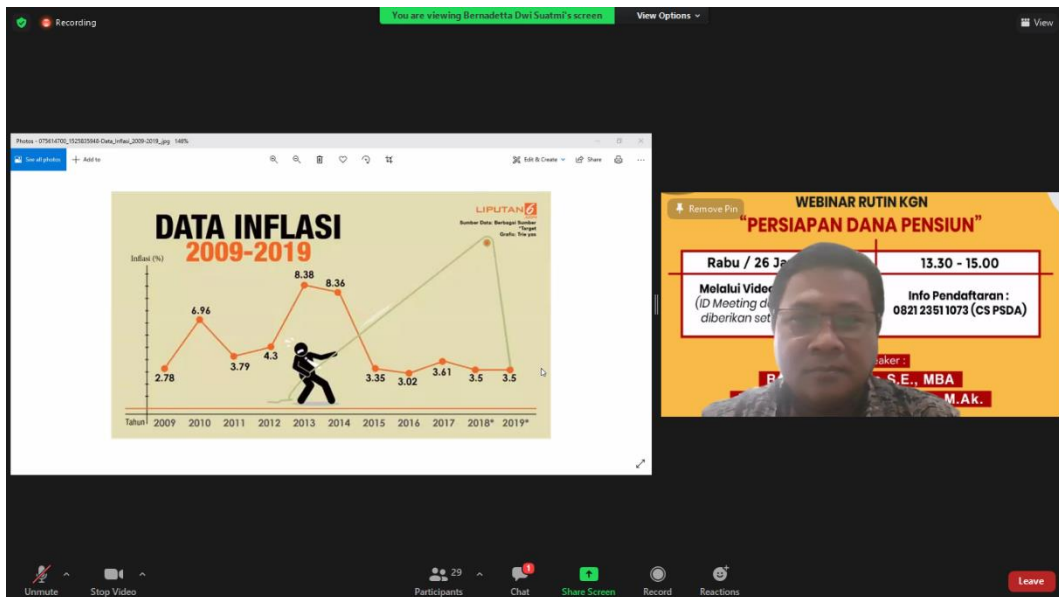 Recording
You are viewing Bernadetta Dwi Suatmi's screen
View Options
View
Photos - 075614700_1525835948-Data_Inflasi_2009-2019_.jpg 148%
See all photos
Add to
Edit & Create
Share
DATA INFLASI
2009-2019
LIPUTAN 6
Sumber Data: Berbagai Sumber
*Target
Grafis: Trie yas
Inflasi (%)
2.78
6.96
3.79
4.3
8.38
8.36
3.35
3.02
3.61
3.5
3.5
Tahun 2009 2010 2011 2012 2013 2014 2015 2016 2017 2018* 2019*
Remove Pin
WEBINAR RUTIN KGN
"PERSIAPAN DANA PENSIUN"
Rabu / 26
13.30 - 15.00
Melalui
(ID Meeting
diberikan
Info Pendaftaran :
0821 2351 1073 (CS PSDA)
S.E., MBA
M.Ak.
Unmute
Stop Video
29
Participants
1
Chat
Share Screen
Record
Reactions
Leave